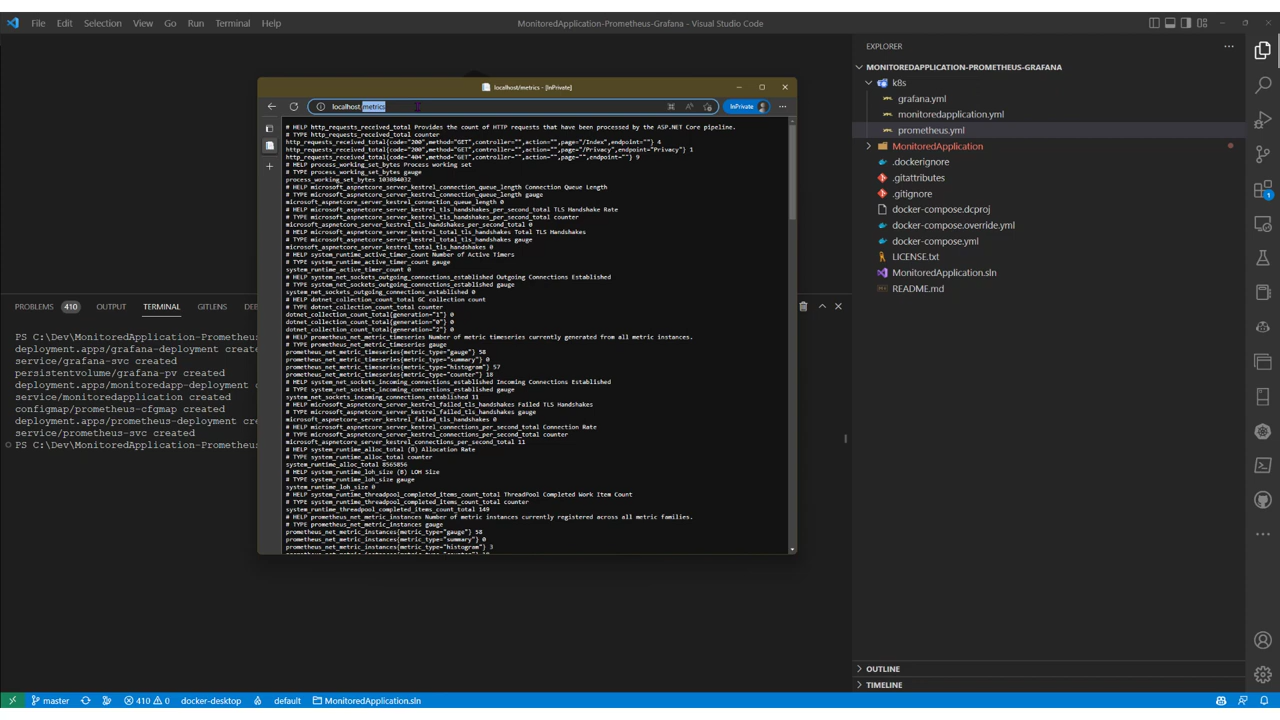 File Edit Selection View Go Run Terminal Help
MonitoredApplication-Prometheus-Grafana - Visual Studio Code
localhost/metrics - [InPrivate]
localhost/metrics
InPrivate
# HELP http_requests_received_total Provides the count of HTTP requests that have been processed by the ASP.NET Core pipeline.
# TYPE http_requests_received_total counter
http_requests_received_total{code="200",method="GET",controller="",action="",page="/Index",endpoint=""} 4
http_requests_received_total{code="200",method="GET",controller="",action="",page="/Privacy",endpoint="Privacy"} 1
http_requests_received_total{code="404",method="GET",controller="",action="",page="",endpoint=""} 9
# HELP process_working_set_bytes Process working set
# TYPE process_working_set_bytes gauge
process_working_set_bytes 103084032
# HELP microsoft_aspnetcore_server_kestrel_connection_queue_length Connection Queue Length
# TYPE microsoft_aspnetcore_server_kestrel_connection_queue_length gauge
microsoft_aspnetcore_server_kestrel_connection_queue_length 0
# HELP microsoft_aspnetcore_server_kestrel_tls_handshakes_per_second_total TLS Handshake Rate
# TYPE microsoft_aspnetcore_server_kestrel_tls_handshakes_per_second_total counter
microsoft_aspnetcore_server_kestrel_tls_handshakes_per_second_total 0
# HELP microsoft_aspnetcore_server_kestrel_total_tls_handshakes Total TLS Handshakes
# TYPE microsoft_aspnetcore_server_kestrel_total_tls_handshakes gauge
microsoft_aspnetcore_server_kestrel_total_tls_handshakes 0
# HELP system_runtime_active_timer_count Number of Active Timers
# TYPE system_runtime_active_timer_count gauge
system_runtime_active_timer_count 0
# HELP system_net_sockets_outgoing_connections_established Outgoing Connections Established
# TYPE system_net_sockets_outgoing_connections_established gauge
system_net_sockets_outgoing_connections_established 0
# HELP dotnet_collection_count_total GC collection count
# TYPE dotnet_collection_count_total counter
dotnet_collection_count_total{generation="1"} 0
dotnet_collection_count_total{generation="0"} 0
dotnet_collection_count_total{generation="2"} 0
# HELP prometheus_net_metric_timeseries Number of metric timeseries currently generated from all metric instances.
# TYPE prometheus_net_metric_timeseries gauge
prometheus_net_metric_timeseries{metric_type="gauge"} 58
prometheus_net_metric_timeseries{metric_type="summary"} 0
prometheus_net_metric_timeseries{metric_type="histogram"} 57
prometheus_net_metric_timeseries{metric_type="counter"} 18
# HELP system_net_sockets_incoming_connections_established Incoming Connections Established
# TYPE system_net_sockets_incoming_connections_established gauge
system_net_sockets_incoming_connections_established 11
# HELP microsoft_aspnetcore_server_kestrel_failed_tls_handshakes Failed TLS Handshakes
# TYPE microsoft_aspnetcore_server_kestrel_failed_tls_handshakes gauge
microsoft_aspnetcore_server_kestrel_failed_tls_handshakes 0
# HELP microsoft_aspnetcore_server_kestrel_connections_per_second_total Connection Rate
# TYPE microsoft_aspnetcore_server_kestrel_connections_per_second_total counter
microsoft_aspnetcore_server_kestrel_connections_per_second_total 11
# HELP system_runtime_alloc_total (B) Allocation Rate
# TYPE system_runtime_alloc_total counter
system_runtime_alloc_total 8565856
# HELP system_runtime_loh_size (B) LOH Size
# TYPE system_runtime_loh_size gauge
system_runtime_loh_size 0
# HELP system_runtime_threadpool_completed_items_count_total ThreadPool Completed Work Item Count
# TYPE system_runtime_threadpool_completed_items_count_total counter
system_runtime_threadpool_completed_items_count_total 149
# HELP prometheus_net_metric_instances Number of metric instances currently registered across all metric families.
# TYPE prometheus_net_metric_instances gauge
prometheus_net_metric_instances{metric_type="gauge"} 58
prometheus_net_metric_instances{metric_type="summary"} 0
prometheus_net_metric_instances{metric_type="histogram"} 3
PROBLEMS 410 OUTPUT TERMINAL GITLENS DE
PS C:\Dev\MonitoredApplication-Prometheus
deployment.apps/grafana-deployment create
service/grafana-svc created
persistentvolume/grafana-pv created
deployment.apps/monitoredapp-deployment c
service/monitoredapplication created
configmap/prometheus-cfgmap created
deployment.apps/prometheus-deployment cre
service/prometheus-svc created
PS C:\Dev\MonitoredApplication-Prometheus
EXPLORER
MONITOREDAPPLICATION-PROMETHEUS-GRAFANA
k8s
grafana.yml
monitoredapplication.yml
prometheus.yml
MonitoredApplication
.dockerignore
.gitattributes
.gitignore
docker-compose.dcproj
docker-compose.override.yml
docker-compose.yml
LICENSE.txt
MonitoredApplication.sln
README.md
OUTLINE
TIMELINE
1
master 410 0 docker-desktop default MonitoredApplication.sln